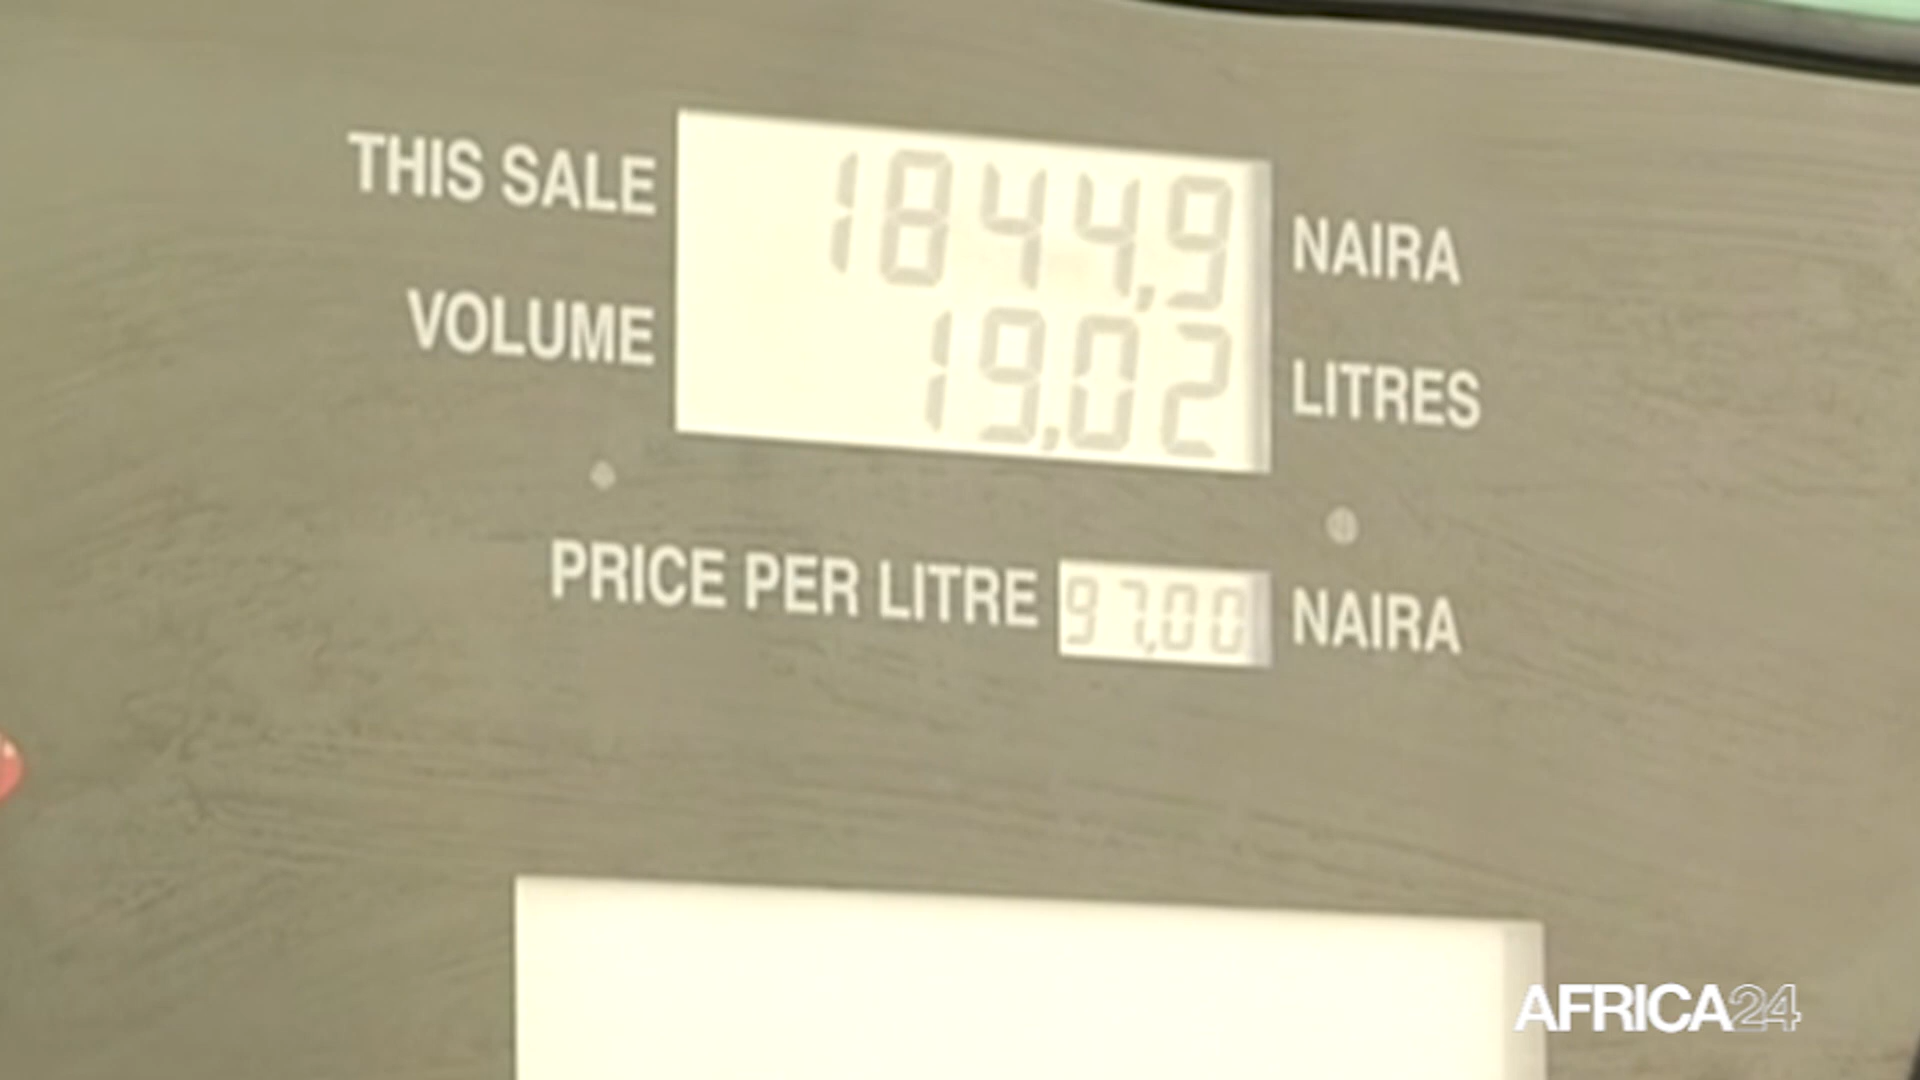 THIS SALE 1844,9 NAIRA
VOLUME 19,02 LITRES
PRICE PER LITRE 97,00 NAIRA
AFRICA24